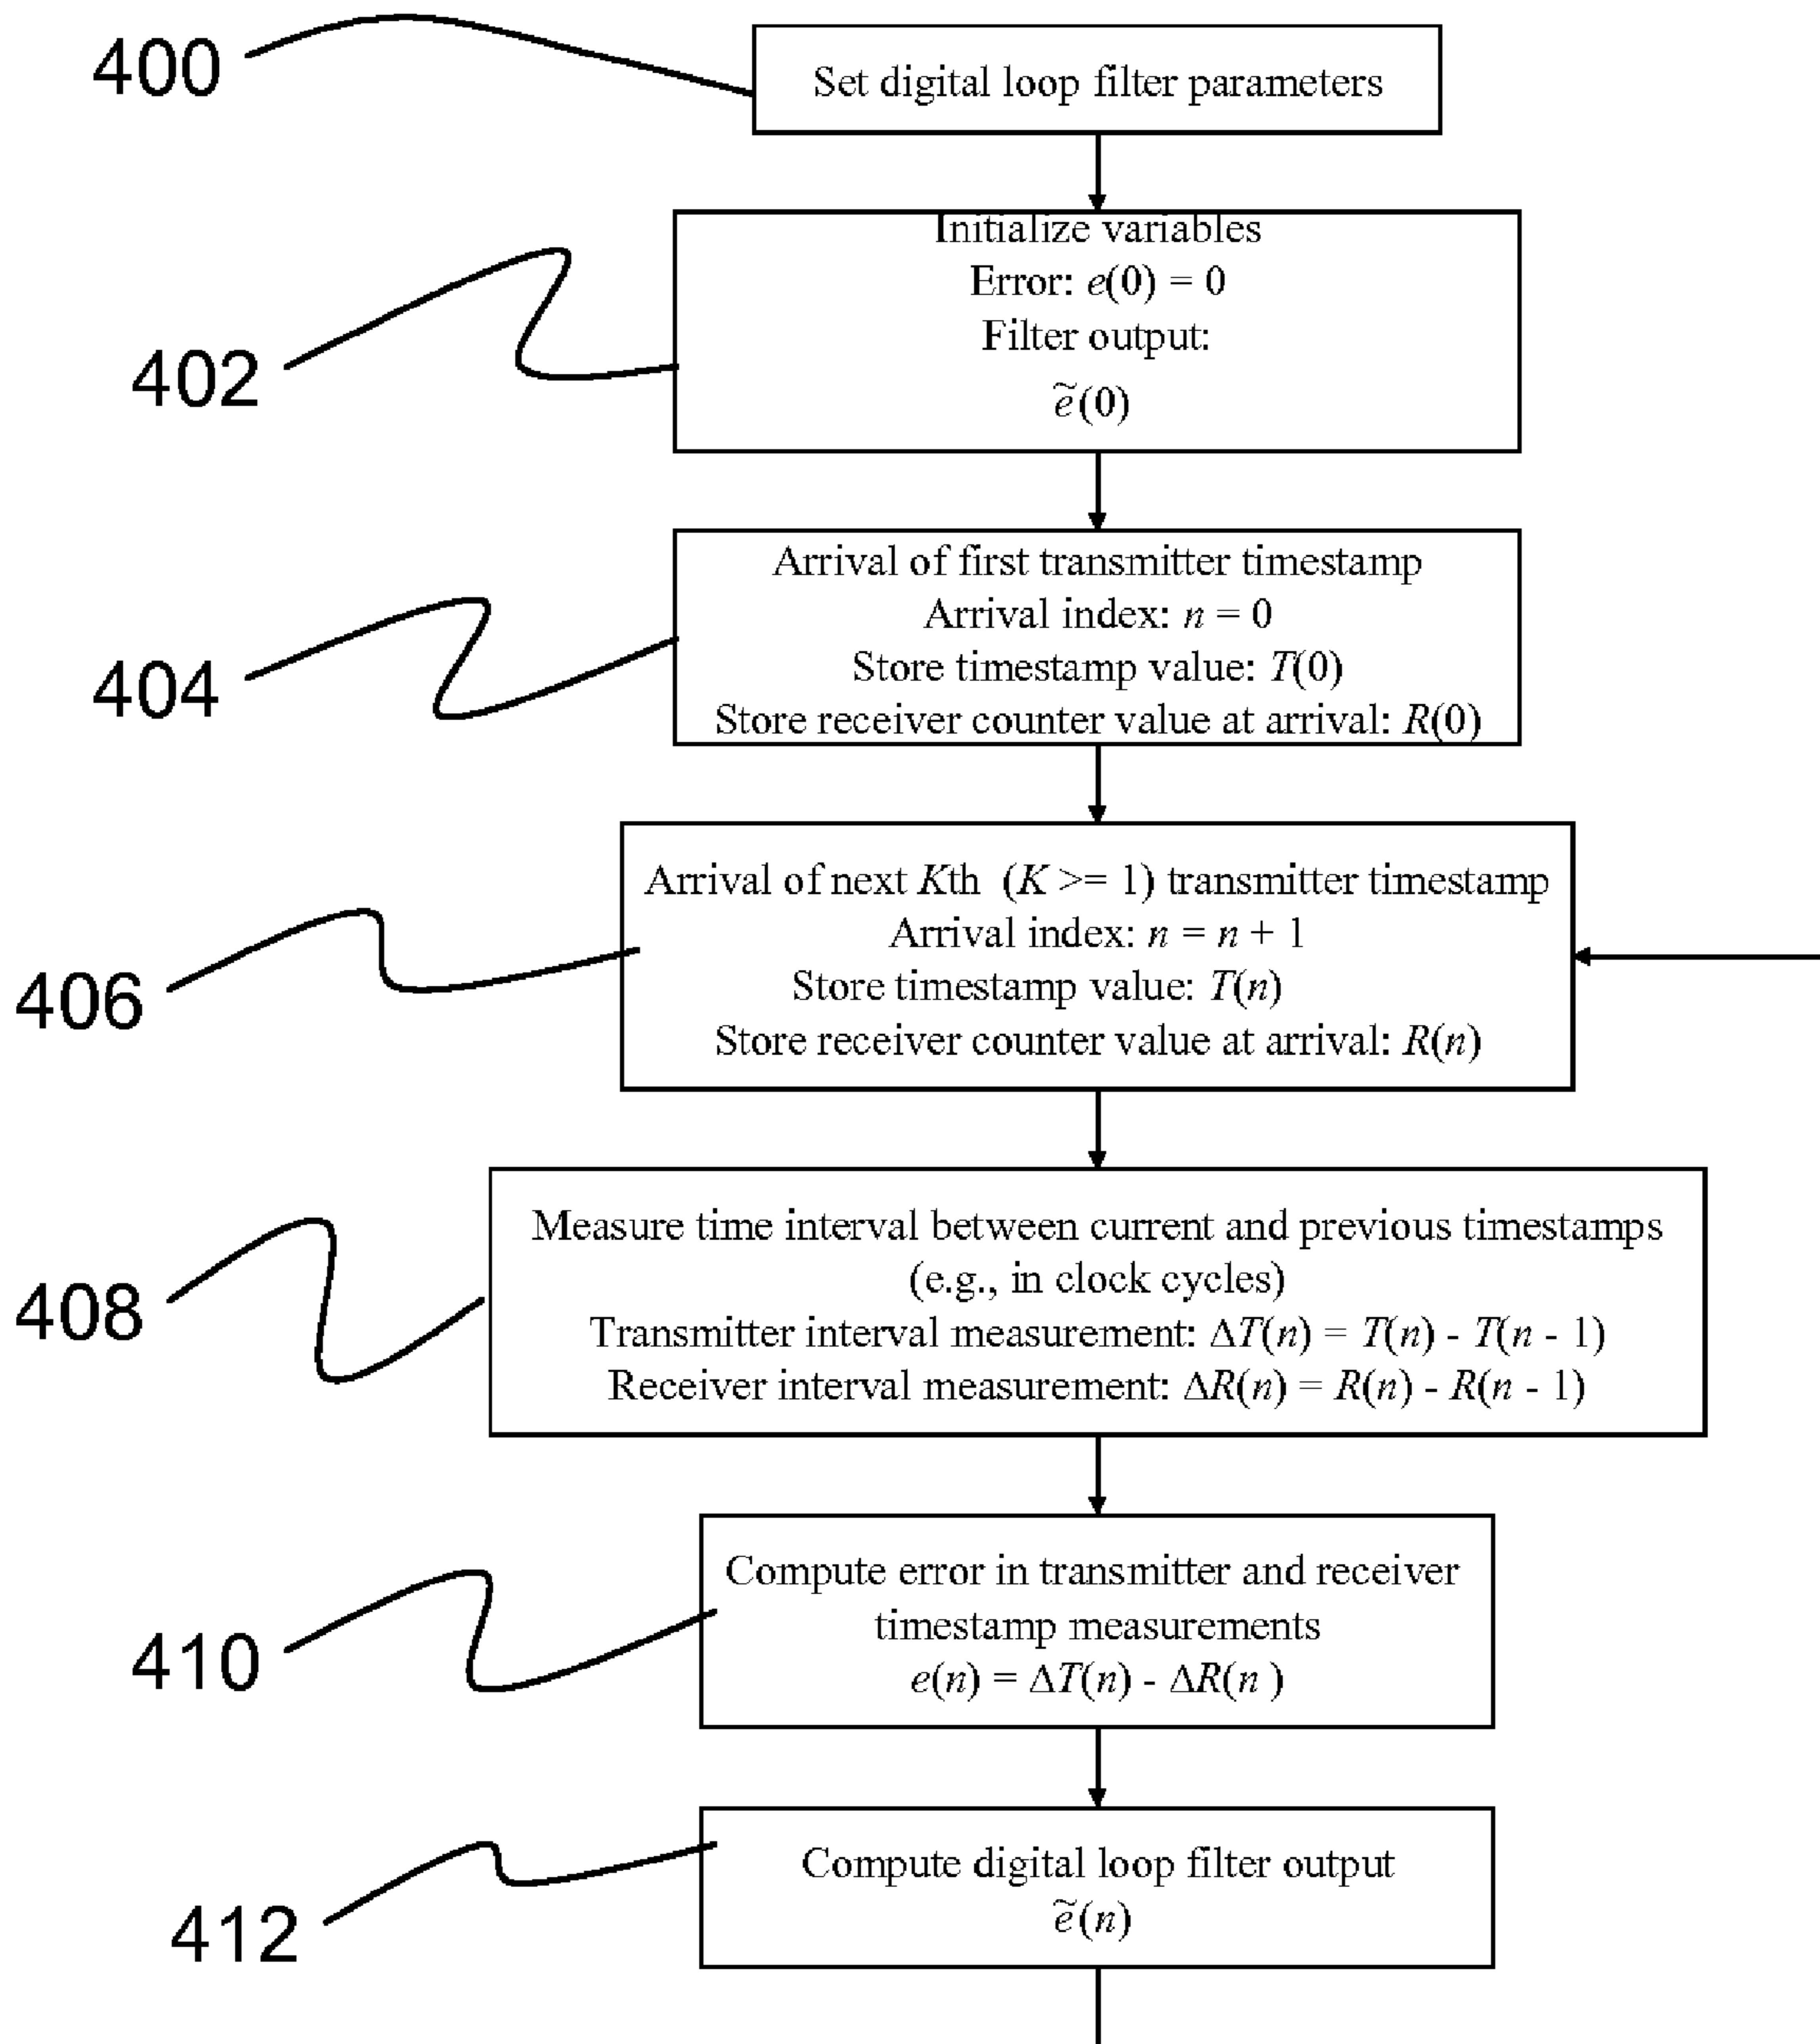 400
Set digital loop filter parameters
402
Initialize variables
Error: e(0) = 0
Filter output:
ẽ(0)
404
Arrival of first transmitter timestamp
Arrival index: n = 0
Store timestamp value: T(0)
Store receiver counter value at arrival: R(0)
406
Arrival of next Kth (K >= 1) transmitter timestamp
Arrival index: n = n + 1
Store timestamp value: T(n)
Store receiver counter value at arrival: R(n)
408
Measure time interval between current and previous timestamps
(e.g., in clock cycles)
Transmitter interval measurement: ΔT(n) = T(n) - T(n - 1)
Receiver interval measurement: ΔR(n) = R(n) - R(n - 1)
410
Compute error in transmitter and receiver
timestamp measurements
e(n) = ΔT(n) - ΔR(n )
412
Compute digital loop filter output
ẽ(n)